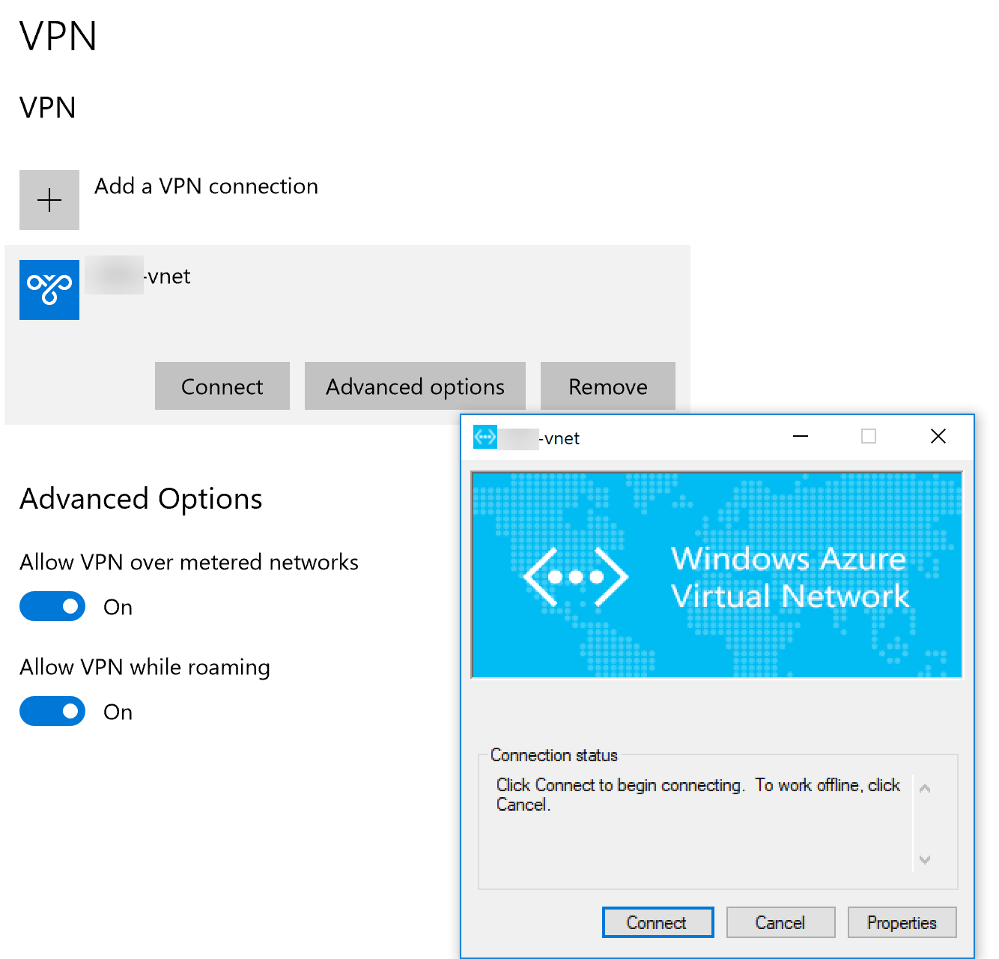 VPN
VPN
Add a VPN connection
-vnet
Connect
Advanced options
Remove
-vnet
Advanced Options
Allow VPN over metered networks
On
Allow VPN while roaming
On
Windows Azure
Virtual Network
Connection status
Click Connect to begin connecting.  To work offline, click
Cancel.
Connect
Cancel
Properties